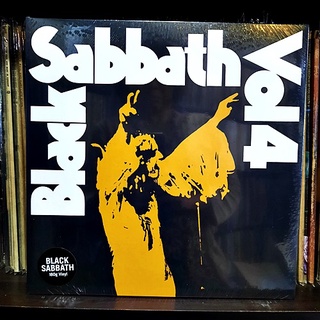 Black
Sabbath
Vol 4
BLACK
SABBATH
180g Vinyl